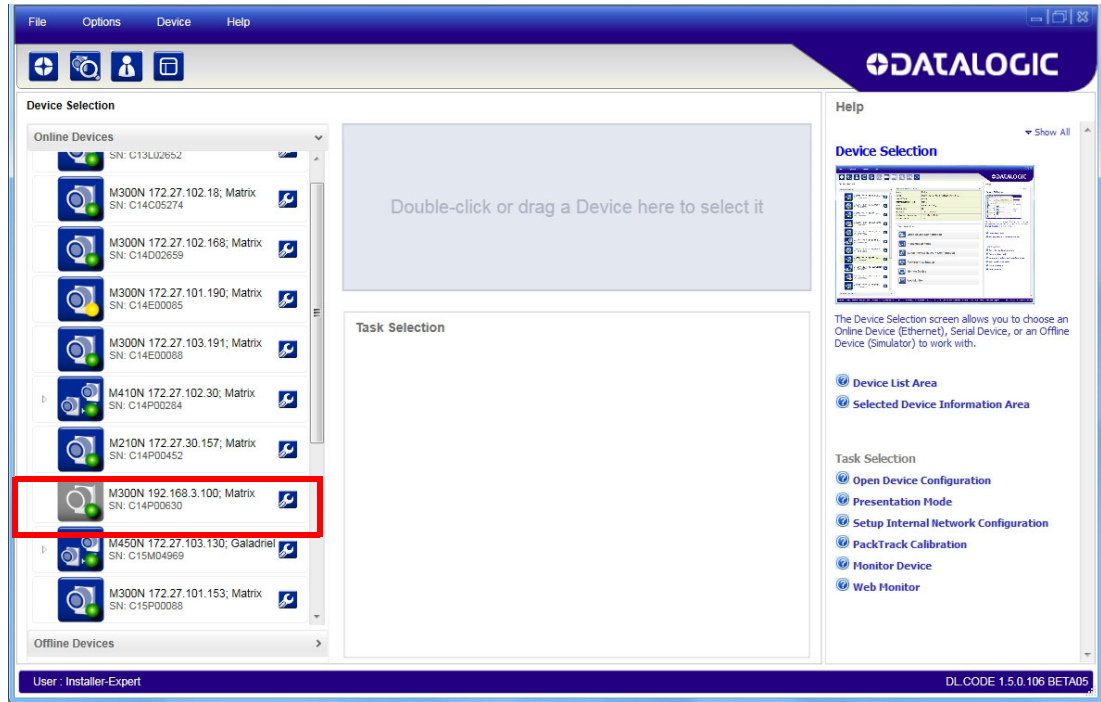 File Options Device Help
DATALOGIC
Device Selection
Online Devices
SN: C13L02652
M300N 172.27.102.18; Matrix
SN: C14C05274
M300N 172.27.102.168; Matrix
SN: C14D02659
M300N 172.27.101.190; Matrix
SN: C14E00085
M300N 172.27.103.191; Matrix
SN: C14E00088
M410N 172.27.102.30; Matrix
SN: C14P00284
M210N 172.27.30.157; Matrix
SN: C14P00452
M300N 192.168.3.100; Matrix
SN: C14P00630
M450N 172.27.103.130; Galadriel
SN: C15M04969
M300N 172.27.101.153; Matrix
SN: C15P00088
Offline Devices
Double-click or drag a Device here to select it
Task Selection
Help
Show All
Device Selection
The Device Selection screen allows you to choose an
Online Device (Ethernet), Serial Device, or an Offline
Device (Simulator) to work with.
Device List Area
Selected Device Information Area
Task Selection
Open Device Configuration
Presentation Mode
Setup Internal Network Configuration
PackTrack Calibration
Monitor Device
Web Monitor
User : Installer-Expert
DL.CODE 1.5.0.106 BETA05